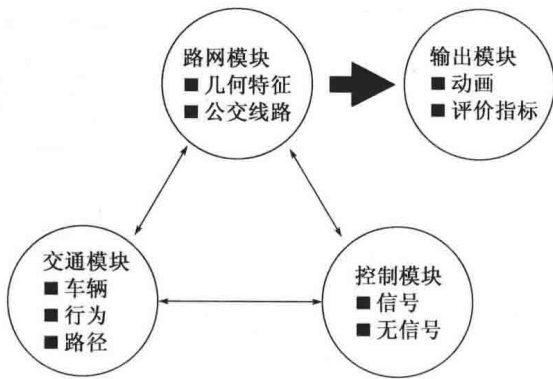 路网模块
■ 几何特征
■ 公交线路
输出模块
■ 动画
■ 评价指标
交通模块
■ 车辆
■ 行为
■ 路径
控制模块
■ 信号
■ 无信号